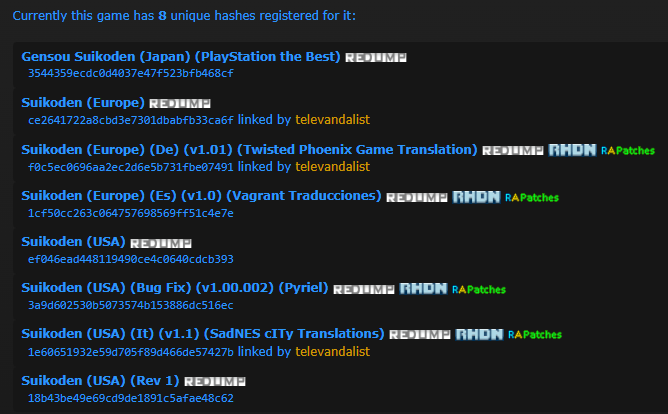 Currently this game has 8 unique hashes registered for it:
Gensou Suikoden (Japan) (PlayStation the Best) REDUMP
3544359ecdc0d4037e47f523bfb468cf
Suikoden (Europe) REDUMP
ce2641722a8cbd3e7301dbabfb33ca6f linked by televandalist
Suikoden (Europe) (De) (v1.01) (Twisted Phoenix Game Translation) REDUMP RHDN RAPatches
f0c5ec0696aa2ec2d6e5b731fbe07491 linked by televandalist
Suikoden (Europe) (Es) (v1.0) (Vagrant Traducciones) REDUMP RHDN RAPatches
1cf50cc263c064757698569ff51c4e7e
Suikoden (USA) REDUMP
ef046ead448119490ce4c0640cdcb393
Suikoden (USA) (Bug Fix) (v1.00.002) (Pyriel) REDUMP RHDN RAPatches
3a9d602530b5073574b153886dc516ec
Suikoden (USA) (It) (v1.1) (SadNES cITy Translations) REDUMP RHDN RAPatches
1e60651932e59d705f89d466de57427b linked by televandalist
Suikoden (USA) (Rev 1) REDUMP
18b43be49e69cd9de1891c5afae48c62